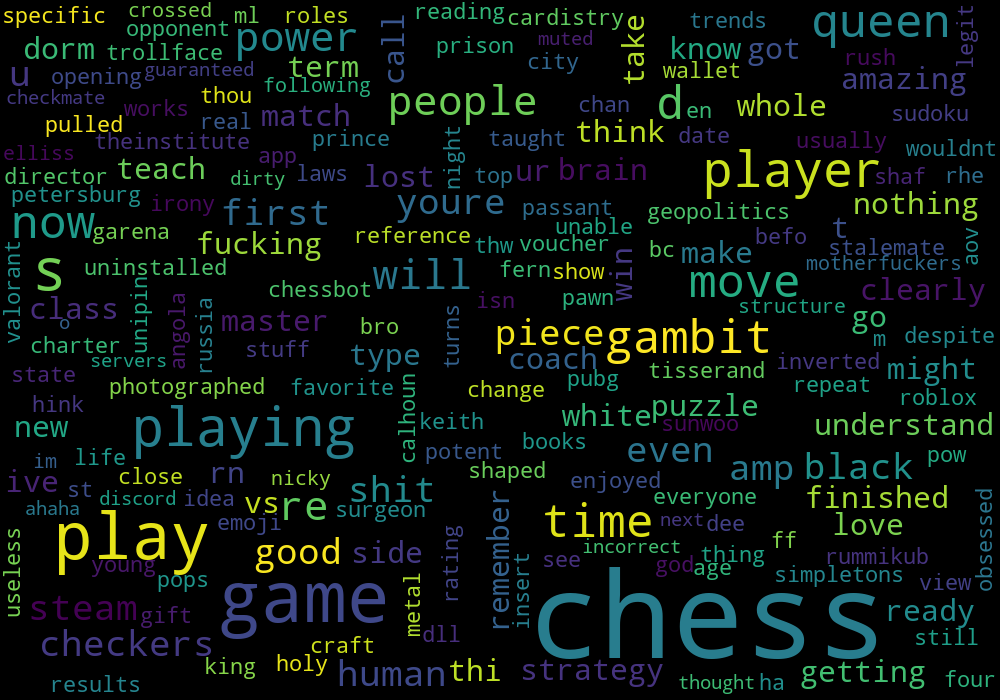 specific crossed ml roles reading cardistry trends queen legit
opponent power call prison muted take know got rush
dorm trollface term city wallet amazing
u opening guaranteed following people chan d en whole sudoku
checkmate works thou match think date usually wouldnt
pulled theinstitute real prince night taught
elliss teach app laws lost top ur brain player shaf rhe
director dirty nothing
petersburg irony first youre passant geopolitics t
now garena fucking reference thw unable voucher bc make befo stalemate aov
s uninstalled will fern show win move motherfuckers
valorant unipin angola russia chessbot isn pawn structure clearly
class o master bro turns piece gambit go m despite
charter servers stuff type coach tisserand inverted might
state photographed favorite change pubg repeat roblox
hink calhoun white puzzle
new playing keith sunwoo understand
im life potent books even amp black pow
ive close rn nicky shaped enjoyed everyone finished
st discord idea vs re shit surgeon remember time next dee ff love obsessed
ahaha emoji incorrect
play good side rating see thing rummikub
useless young pops god age simpletons view
steam gift game metal insert chess ready
checkers craft dll still
king holy human thi strategy getting
results thought ha four